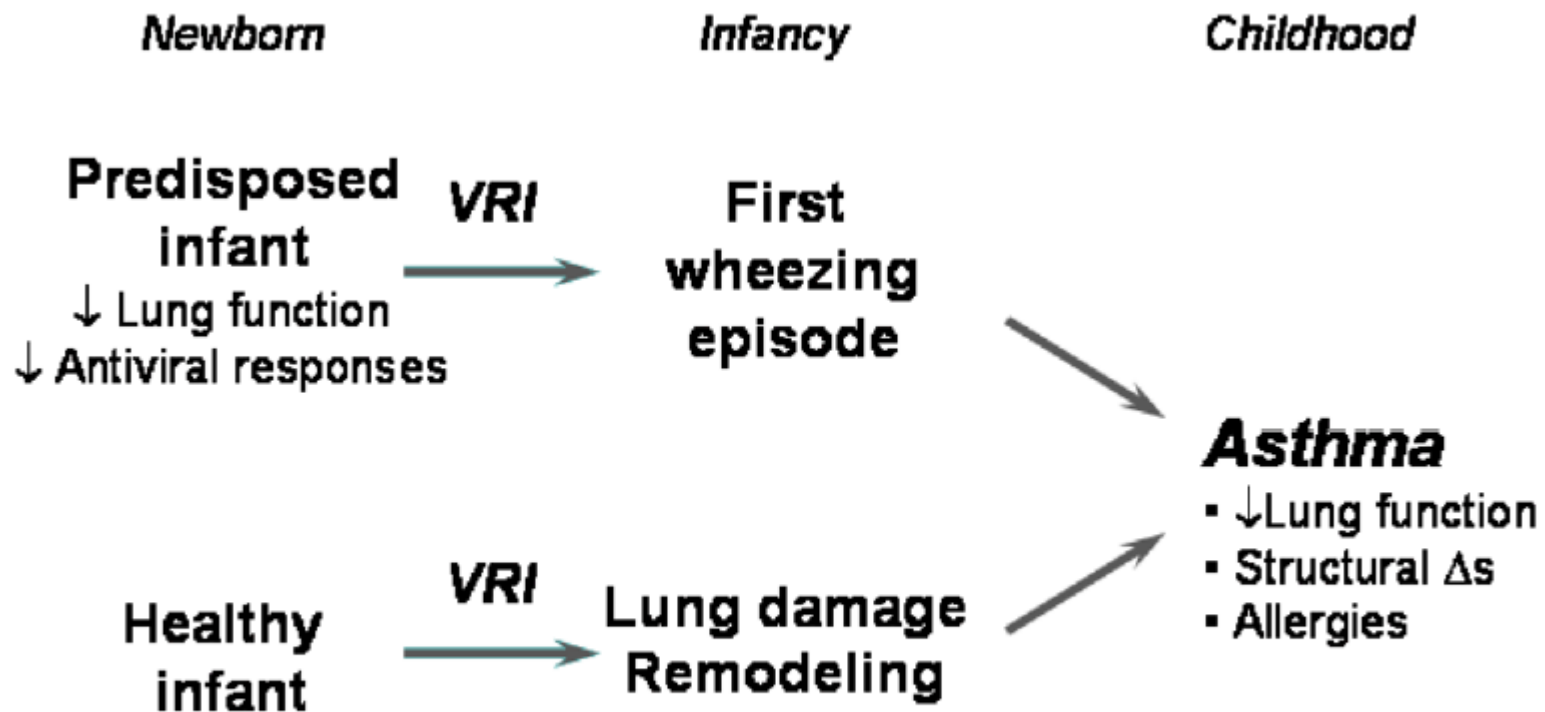 Newborn Infancy Childhood
Predisposed
infant
↓ Lung function
↓ Antiviral responses
VRI
First
wheezing
episode
Healthy
infant
VRI
Lung damage
Remodeling
Asthma
▪ ↓Lung function
▪ Structural Δs
▪ Allergies